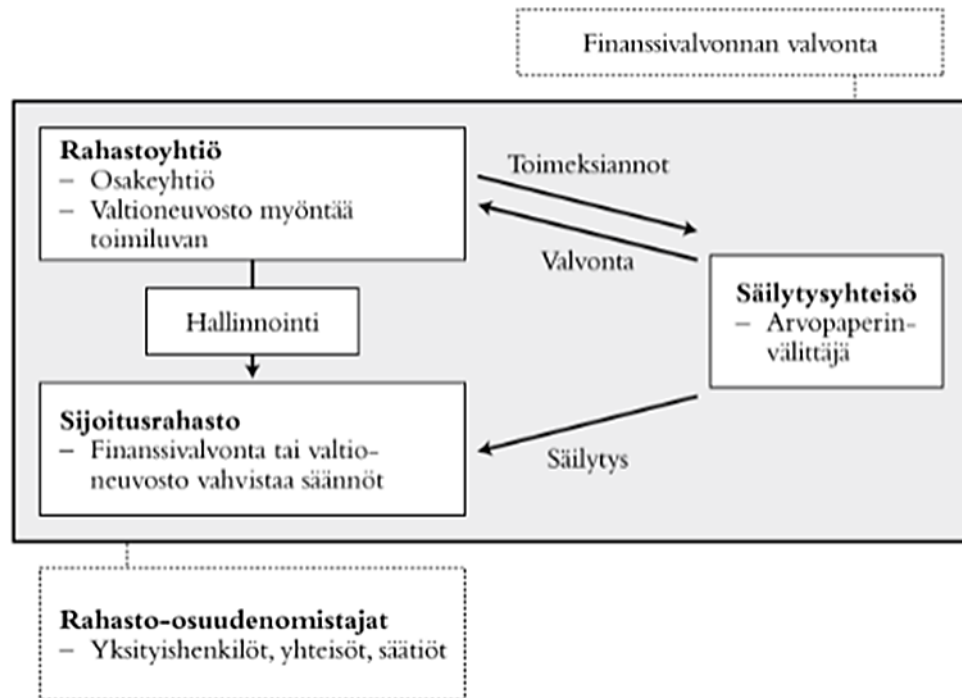 Finanssivalvonnan valvonta
Rahastoyhtiö
– Osakeyhtiö
– Valtioneuvosto myöntää
toimiluvan
Toimeksiannot
Valvonta
Hallinnointi
Säilytysyhteisö
– Arvopaperin-
välittäjä
Sijoitusrahasto
– Finanssivalvonta tai valtio-
neuvosto vahvistaa säännöt
Säilytys
Rahasto-osuudenomistajat
– Yksityishenkilöt, yhteisöt, säätiöt